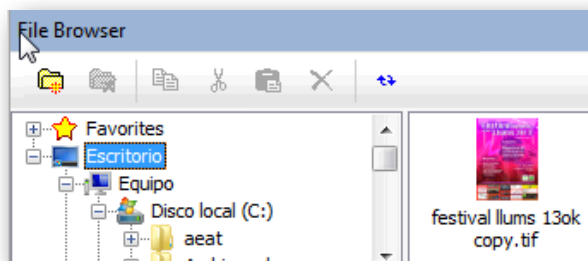 File Browser
Favorites
Escritorio
Equipo
Disco local (C:)
aeat
festival llums 13ok
copy.tif